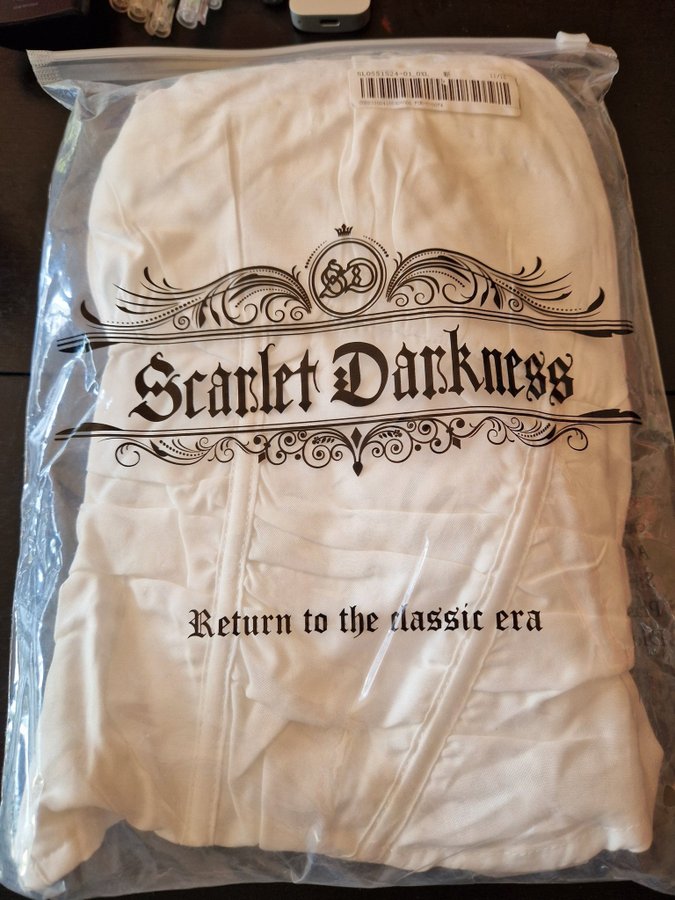 Scarlet Darkness
Return to the classic era